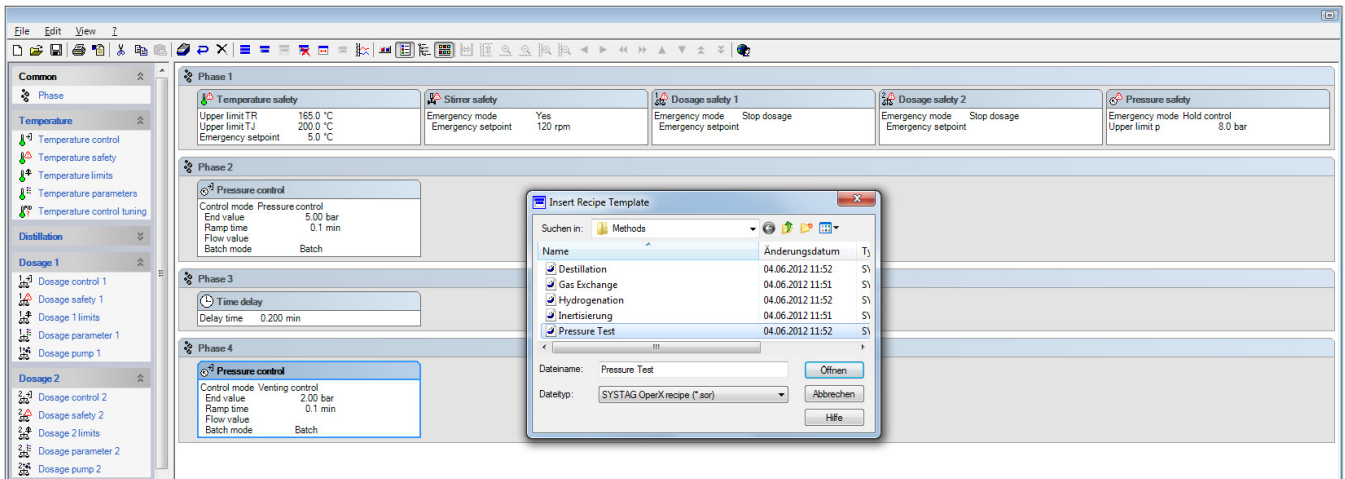 File Edit View ?
Common
Phase
Temperature
Temperature control
Temperature safety
Temperature limits
Temperature parameters
Temperature control tuning
Distillation
Dosage 1
Dosage control 1
Dosage safety 1
Dosage 1 limits
Dosage parameter 1
Dosage pump 1
Dosage 2
Dosage control 2
Dosage safety 2
Dosage 2 limits
Dosage parameter 2
Dosage pump 2
Phase 1
Temperature safety
Upper limit TR 165.0 °C
Upper limit TJ 200.0 °C
Emergency setpoint 5.0 °C
Stirrer safety
Emergency mode Yes
Emergency setpoint 120 rpm
Dosage safety 1
Emergency mode Stop dosage
Emergency setpoint
Dosage safety 2
Emergency mode Stop dosage
Emergency setpoint
Pressure safety
Emergency mode Hold control
Upper limit p 8.0 bar
Phase 2
Pressure control
Control mode Pressure control
End value 5.00 bar
Ramp time 0.1 min
Flow value
Batch mode Batch
Phase 3
Time delay
Delay time 0.200 min
Phase 4
Pressure control
Control mode Venting control
End value 2.00 bar
Ramp time 0.1 min
Flow value
Batch mode Batch
Insert Recipe Template
Suchen in: Methods
Name Änderungsdatum
Destillation 04.06.2012 11:52
Gas Exchange 04.06.2012 11:51
Hydrogenation 04.06.2012 11:52
Inertisierung 04.06.2012 11:51
Pressure Test 04.06.2012 11:52
Dateiname: Pressure Test Öffnen
Dateityp: SYSTAG OperX recipe (*.sor) Abbrechen
Hilfe